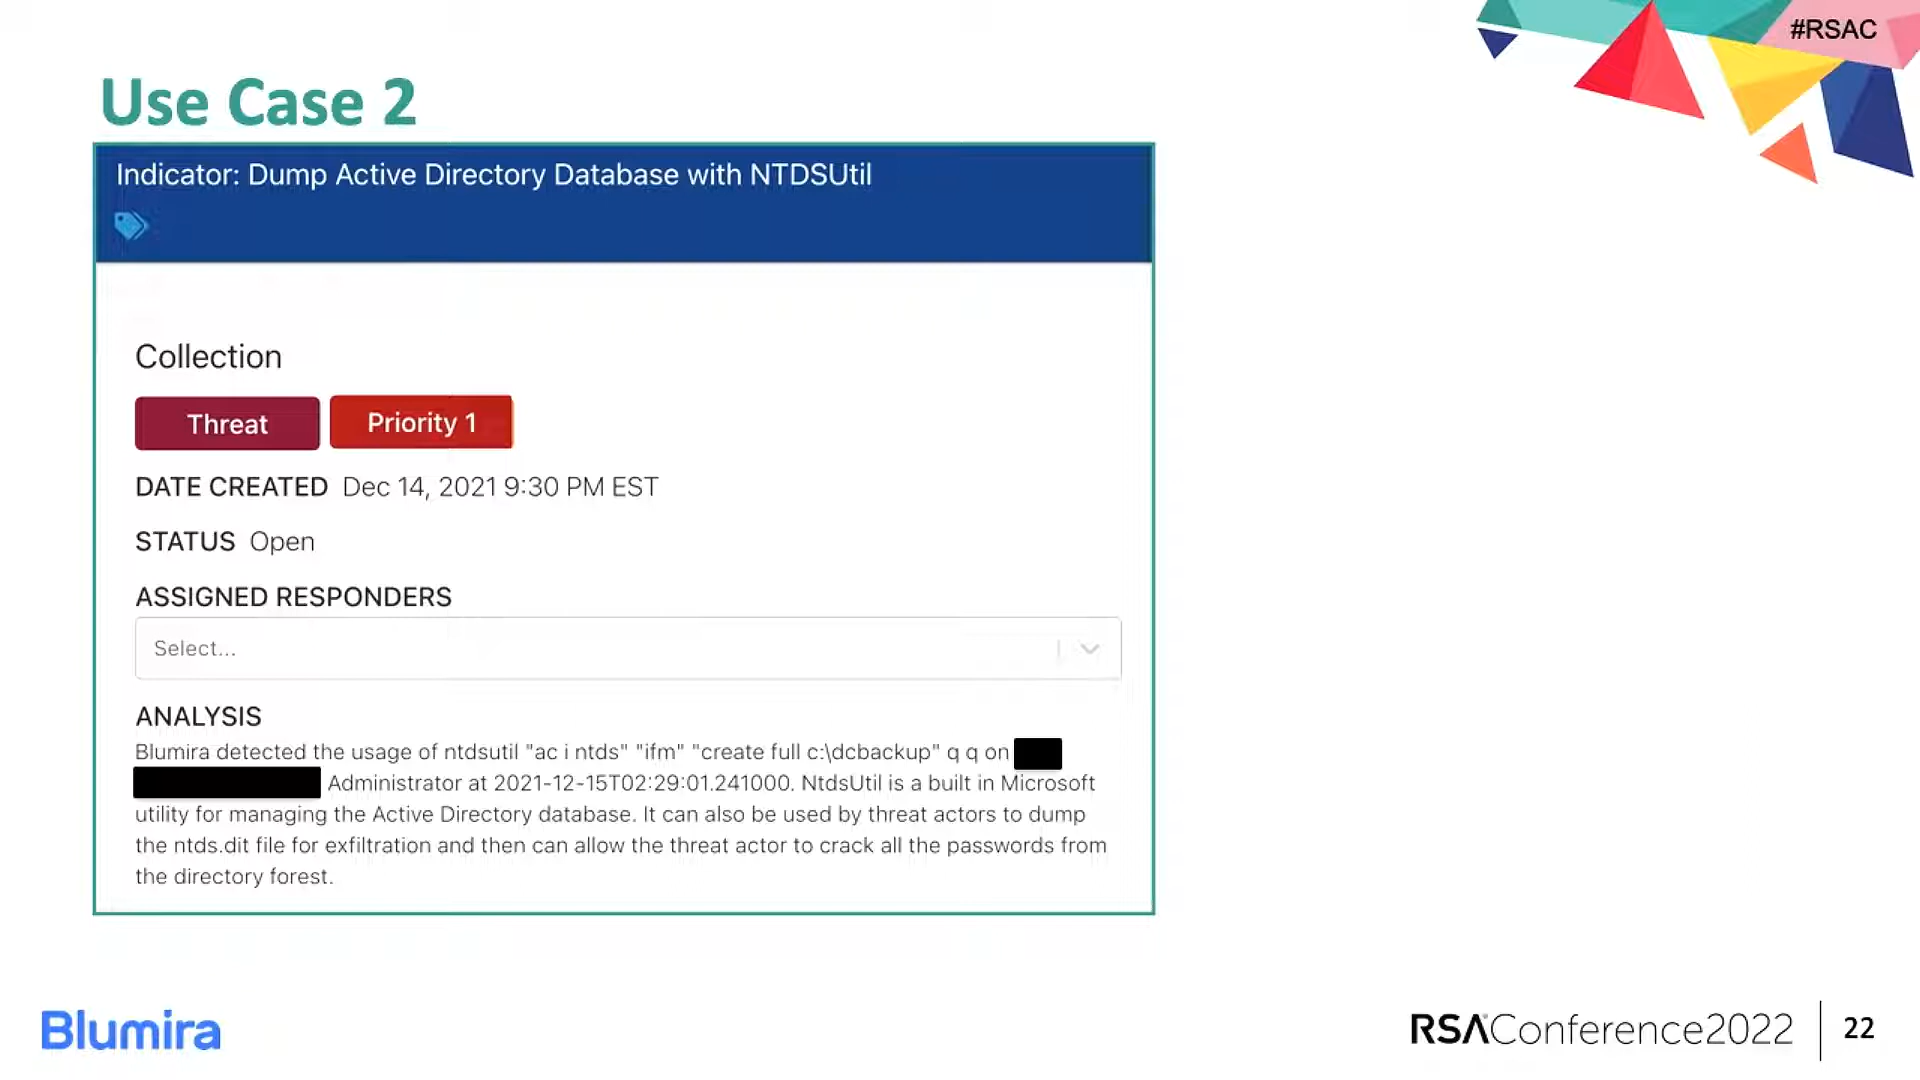 #RSAC
Use Case 2
Indicator: Dump Active Directory Database with NTDSUtil
Collection
Threat Priority 1
DATE CREATED Dec 14, 2021 9:30 PM EST
STATUS Open
ASSIGNED RESPONDERS
Select...
ANALYSIS
Blumira detected the usage of ntdsutil "ac i ntds" "ifm" "create full c:\dcbackup" q q on
Administrator at 2021-12-15T02:29:01.241000. NtdsUtil is a built in Microsoft
utility for managing the Active Directory database. It can also be used by threat actors to dump
the ntds.dit file for exfiltration and then can allow the threat actor to crack all the passwords from
the directory forest.
Blumira
RSAConference2022 22